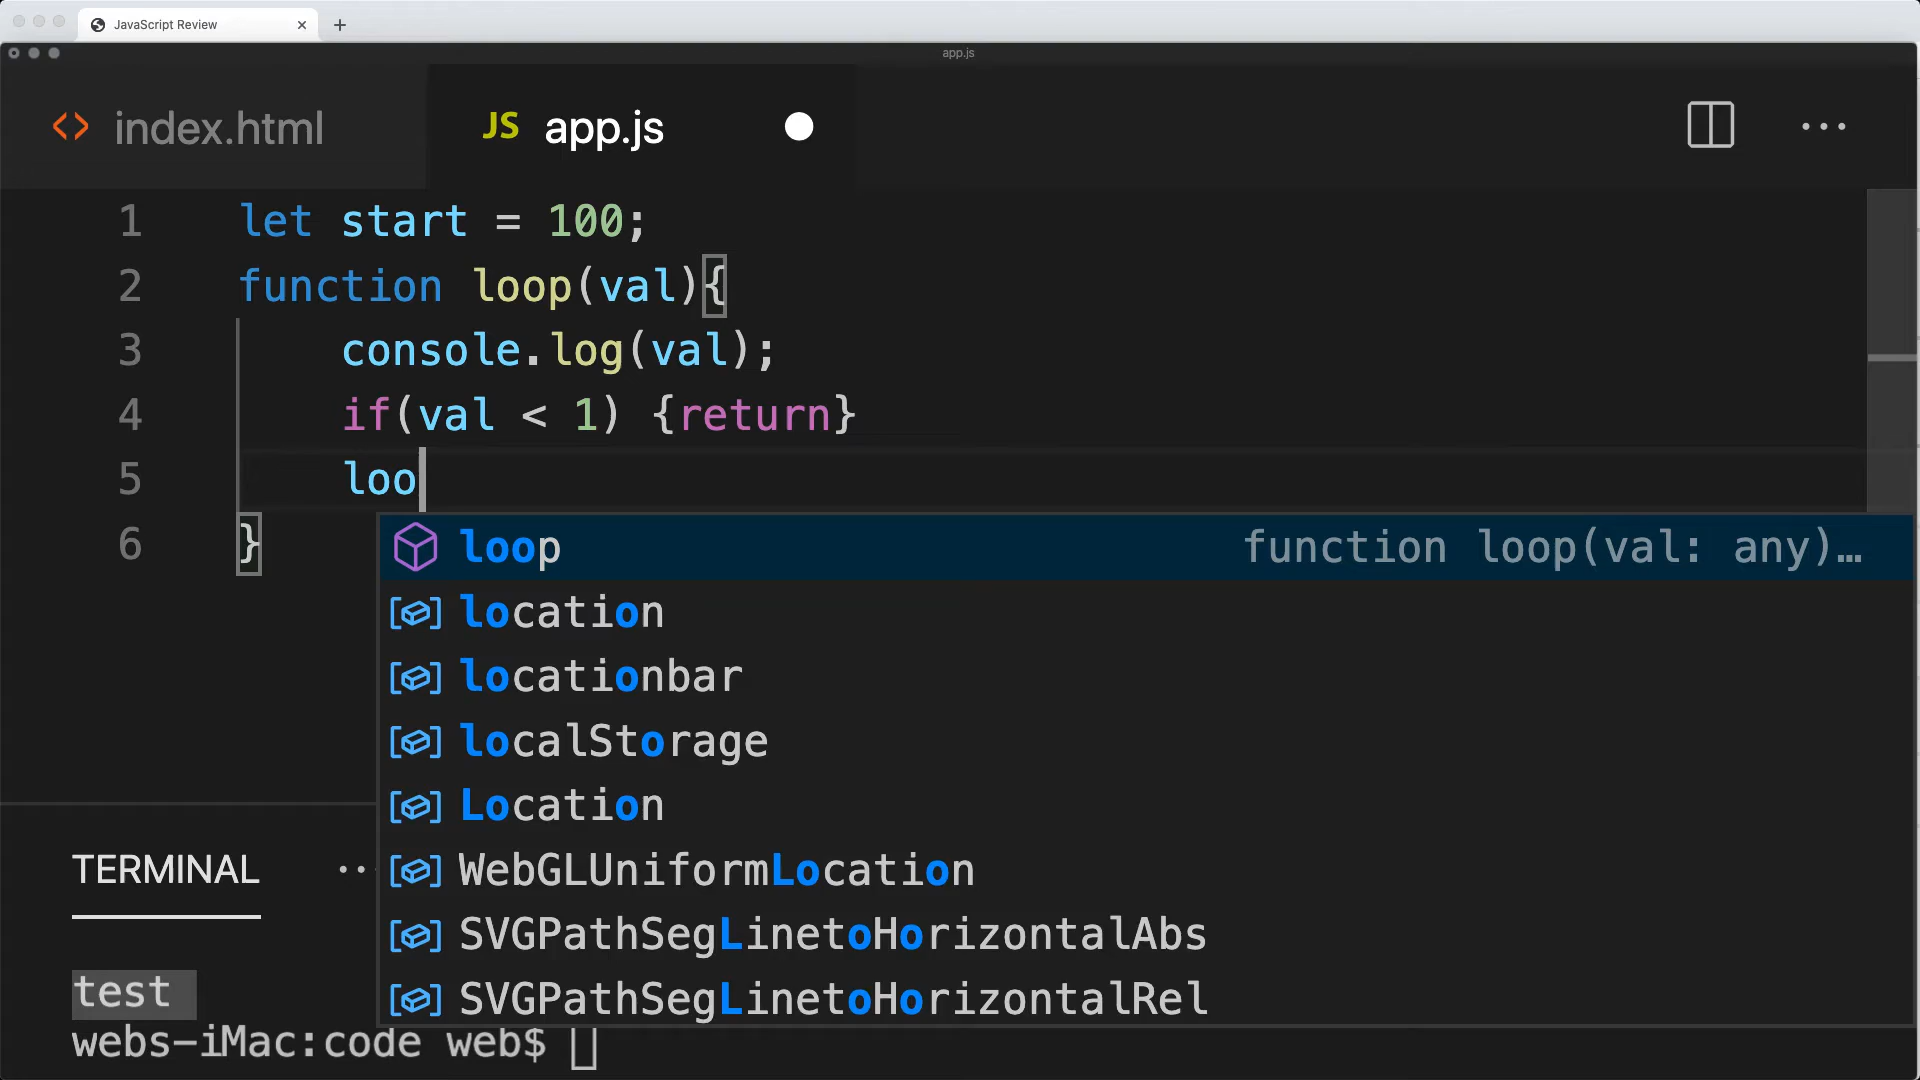 JavaScript Review
app.js
index.html
JS app.js
1 let start = 100;
2 function loop(val){
3 console.log(val);
4 if(val < 1) {return}
5 loo
6 }
loop function loop(val: any)…
location
locationbar
localStorage
Location
WebGLUniformLocation
SVGPathSegLinetoHorizontalAbs
SVGPathSegLinetoHorizontalRel
TERMINAL
test
webs-iMac:code web$